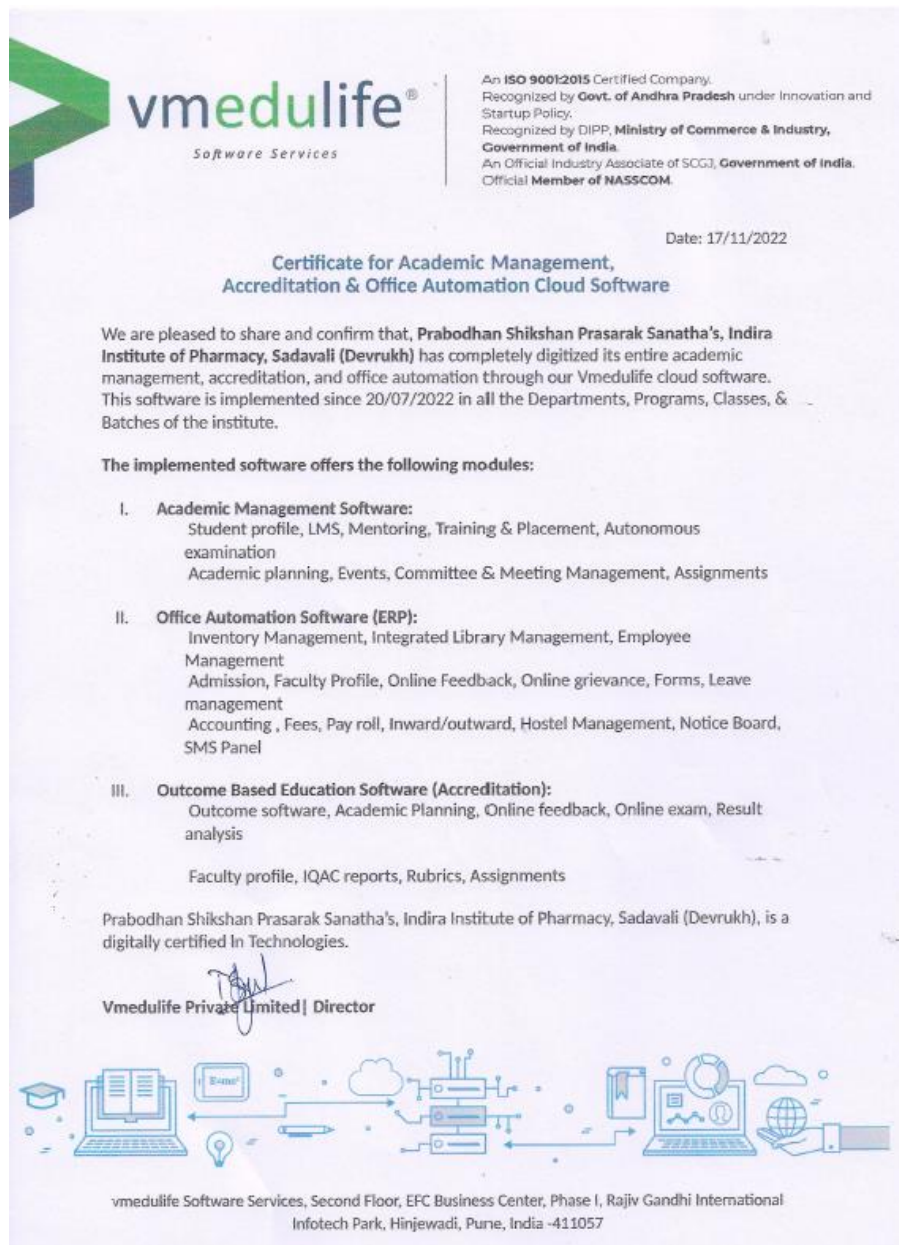 vmedulife®
Software Services
An ISO 9001:2015 Certified Company.
Recognized by Govt. of Andhra Pradesh under Innovation and
Startup Policy.
Recognized by DIPP, Ministry of Commerce & Industry,
Government of India.
An Official Industry Associate of SCGJ, Government of India.
Official Member of NASSCOM.
Date: 17/11/2022
Certificate for Academic Management,
Accreditation & Office Automation Cloud Software
We are pleased to share and confirm that, Prabodhan Shikshan Prasarak Sanatha's, Indira
Institute of Pharmacy, Sadavali (Devrukh) has completely digitized its entire academic
management, accreditation, and office automation through our Vmedulife cloud software.
This software is implemented since 20/07/2022 in all the Departments, Programs, Classes, &
Batches of the institute.
The implemented software offers the following modules:
I. Academic Management Software:
Student profile, LMS, Mentoring, Training & Placement, Autonomous
examination
Academic planning, Events, Committee & Meeting Management, Assignments
II. Office Automation Software (ERP):
Inventory Management, Integrated Library Management, Employee
Management
Admission, Faculty Profile, Online Feedback, Online grievance, Forms, Leave
management
Accounting , Fees, Pay roll, Inward/outward, Hostel Management, Notice Board,
SMS Panel
III. Outcome Based Education Software (Accreditation):
Outcome software, Academic Planning, Online feedback, Online exam, Result
analysis
Faculty profile, IQAC reports, Rubrics, Assignments
Prabodhan Shikshan Prasarak Sanatha's, Indira Institute of Pharmacy, Sadavali (Devrukh), is a
digitally certified In Technologies.
Vmedulife Private Limited| Director
E=mc²
vmedulife Software Services, Second Floor, EFC Business Center, Phase I, Rajiv Gandhi International
Infotech Park, Hinjewadi, Pune, India -411057